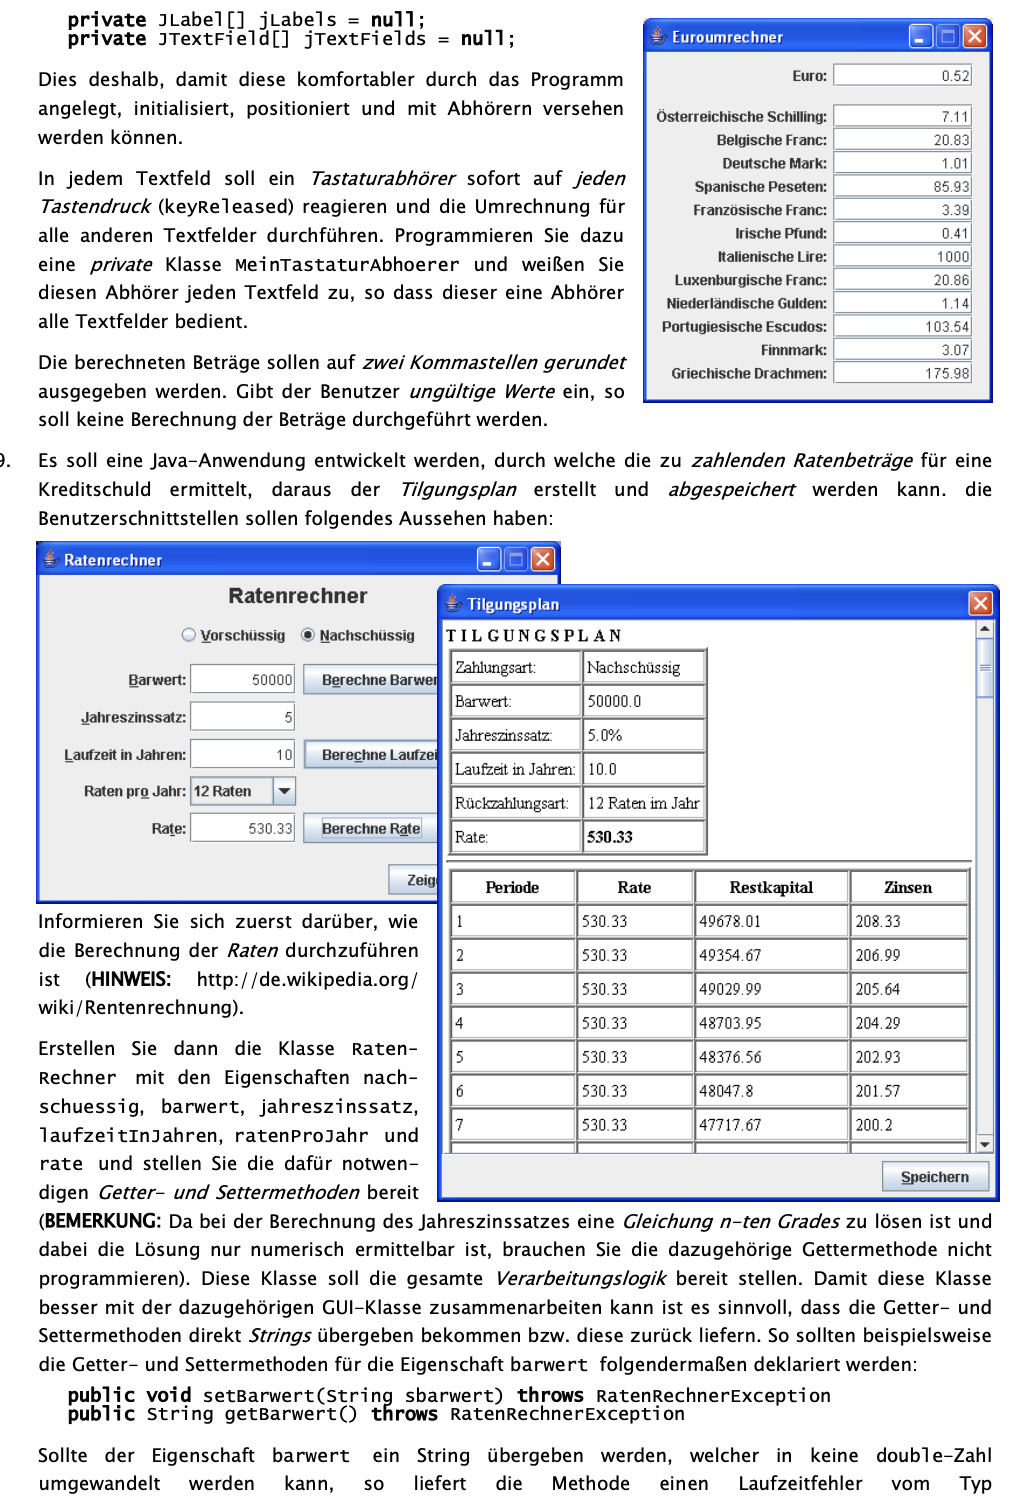 private JLabel[] jLabels = null;
private JTextField[] jTextFields = null;
Dies deshalb, damit diese komfortabler durch das Programm
angelegt, initialisiert, positioniert und mit Abhörern versehen
werden können.
In jedem Textfeld soll ein Tastaturabhörer sofort auf jeden
Tastendruck (keyReleased) reagieren und die Umrechnung für
alle anderen Textfelder durchführen. Programmieren Sie dazu
eine private Klasse MeinTastaturAbhoerer und weißen Sie
diesen Abhörer jeden Textfeld zu, so dass dieser eine Abhörer
alle Textfelder bedient.
Die berechneten Beträge sollen auf zwei Kommastellen gerundet
ausgegeben werden. Gibt der Benutzer ungültige Werte ein, so
soll keine Berechnung der Beträge durchgeführt werden.
Euroumrechner
Euro: 0.52
Österreichische Schilling: 7.11
Belgische Franc: 20.83
Deutsche Mark: 1.01
Spanische Peseten: 85.93
Französische Franc: 3.39
Irische Pfund: 0.41
Italienische Lire: 1000
Luxenburgische Franc: 20.86
Niederländische Gulden: 1.14
Portugiesische Escudos: 103.54
Finnmark: 3.07
Griechische Drachmen: 175.98
9. Es soll eine Java-Anwendung entwickelt werden, durch welche die zu zahlenden Ratenbeträge für eine
Kreditschuld ermittelt, daraus der Tilgungsplan erstellt und abgespeichert werden kann. die
Benutzerschnittstellen sollen folgendes Aussehen haben:
Ratenrechner
Ratenrechner
Vorschüssig Nachschüssig
Barwert: 50000 Berechne Barwer
Jahreszinssatz: 5
Laufzeit in Jahren: 10 Berechne Laufzei
Raten pro Jahr: 12 Raten
Rate: 530.33 Berechne Rate
Zeig
Tilgungsplan
TILGUNGSPLAN
Zahlungsart: Nachschüssig
Barwert: 50000.0
Jahreszinssatz: 5.0%
Laufzeit in Jahren: 10.0
Rückzahlungsart: 12 Raten im Jahr
Rate: 530.33
Periode Rate Restkapital Zinsen
1 530.33 49678.01 208.33
2 530.33 49354.67 206.99
3 530.33 49029.99 205.64
4 530.33 48703.95 204.29
5 530.33 48376.56 202.93
6 530.33 48047.8 201.57
7 530.33 47717.67 200.2
Speichern
Informieren Sie sich zuerst darüber, wie
die Berechnung der Raten durchzuführen
ist (HINWEIS: http://de.wikipedia.org/
wiki/Rentenrechnung).
Erstellen Sie dann die Klasse Raten-
Rechner mit den Eigenschaften nach-
schuessig, barwert, jahreszinssatz,
laufzeitInJahren, ratenProJahr und
rate und stellen Sie die dafür notwen-
digen Getter- und Settermethoden bereit
(BEMERKUNG: Da bei der Berechnung des Jahreszinssatzes eine Gleichung n-ten Grades zu lösen ist und
dabei die Lösung nur numerisch ermittelbar ist, brauchen Sie die dazugehörige Gettermethode nicht
programmieren). Diese Klasse soll die gesamte Verarbeitungslogik bereit stellen. Damit diese Klasse
besser mit der dazugehörigen GUI-Klasse zusammenarbeiten kann ist es sinnvoll, dass die Getter- und
Settermethoden direkt Strings übergeben bekommen bzw. diese zurück liefern. So sollten beispielsweise
die Getter- und Settermethoden für die Eigenschaft barwert folgendermaßen deklariert werden:
public void setBarwert(String sbarwert) throws RatenRechnerException
public String getBarwert() throws RatenRechnerException
Sollte der Eigenschaft barwert ein String übergeben werden, welcher in keine double-Zahl
umgewandelt werden kann, so liefert die Methode einen Laufzeitfehler vom Typ